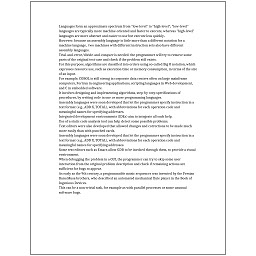 Languages form an approximate spectrum from "low-level" to "high-level"; "low-level"
languages are typically more machine-oriented and faster to execute, whereas "high-level"
languages are more abstract and easier to use but execute less quickly.
However, because an assembly language is little more than a different notation for a
machine language, two machines with different instruction sets also have different
assembly languages.
Trial-and-error/divide-and-conquer is needed: the programmer will try to remove some
parts of the original test case and check if the problem still exists.
For this purpose, algorithms are classified into orders using so-called Big O notation, which
expresses resource use, such as execution time or memory consumption, in terms of the size
of an input.
For example, COBOL is still strong in corporate data centers often on large mainframe
computers, Fortran in engineering applications, scripting languages in Web development,
and C in embedded software.
It involves designing and implementing algorithms, step-by-step specifications of
procedures, by writing code in one or more programming languages.
Assembly languages were soon developed that let the programmer specify instruction in a
text format (e.g., ADD X, TOTAL), with abbreviations for each operation code and
meaningful names for specifying addresses.
Integrated development environments (IDEs) aim to integrate all such help.
Use of a static code analysis tool can help detect some possible problems.
Text editors were also developed that allowed changes and corrections to be made much
more easily than with punched cards.
Assembly languages were soon developed that let the programmer specify instruction in a
text format (e.g., ADD X, TOTAL), with abbreviations for each operation code and
meaningful names for specifying addresses.
Some text editors such as Emacs allow GDB to be invoked through them, to provide a visual
environment.
When debugging the problem in a GUI, the programmer can try to skip some user
interaction from the original problem description and check if remaining actions are
sufficient for bugs to appear.
As early as the 9th century, a programmable music sequencer was invented by the Persian
Banu Musa brothers, who described an automated mechanical flute player in the Book of
Ingenious Devices.
This can be a non-trivial task, for example as with parallel processes or some unusual
software bugs.